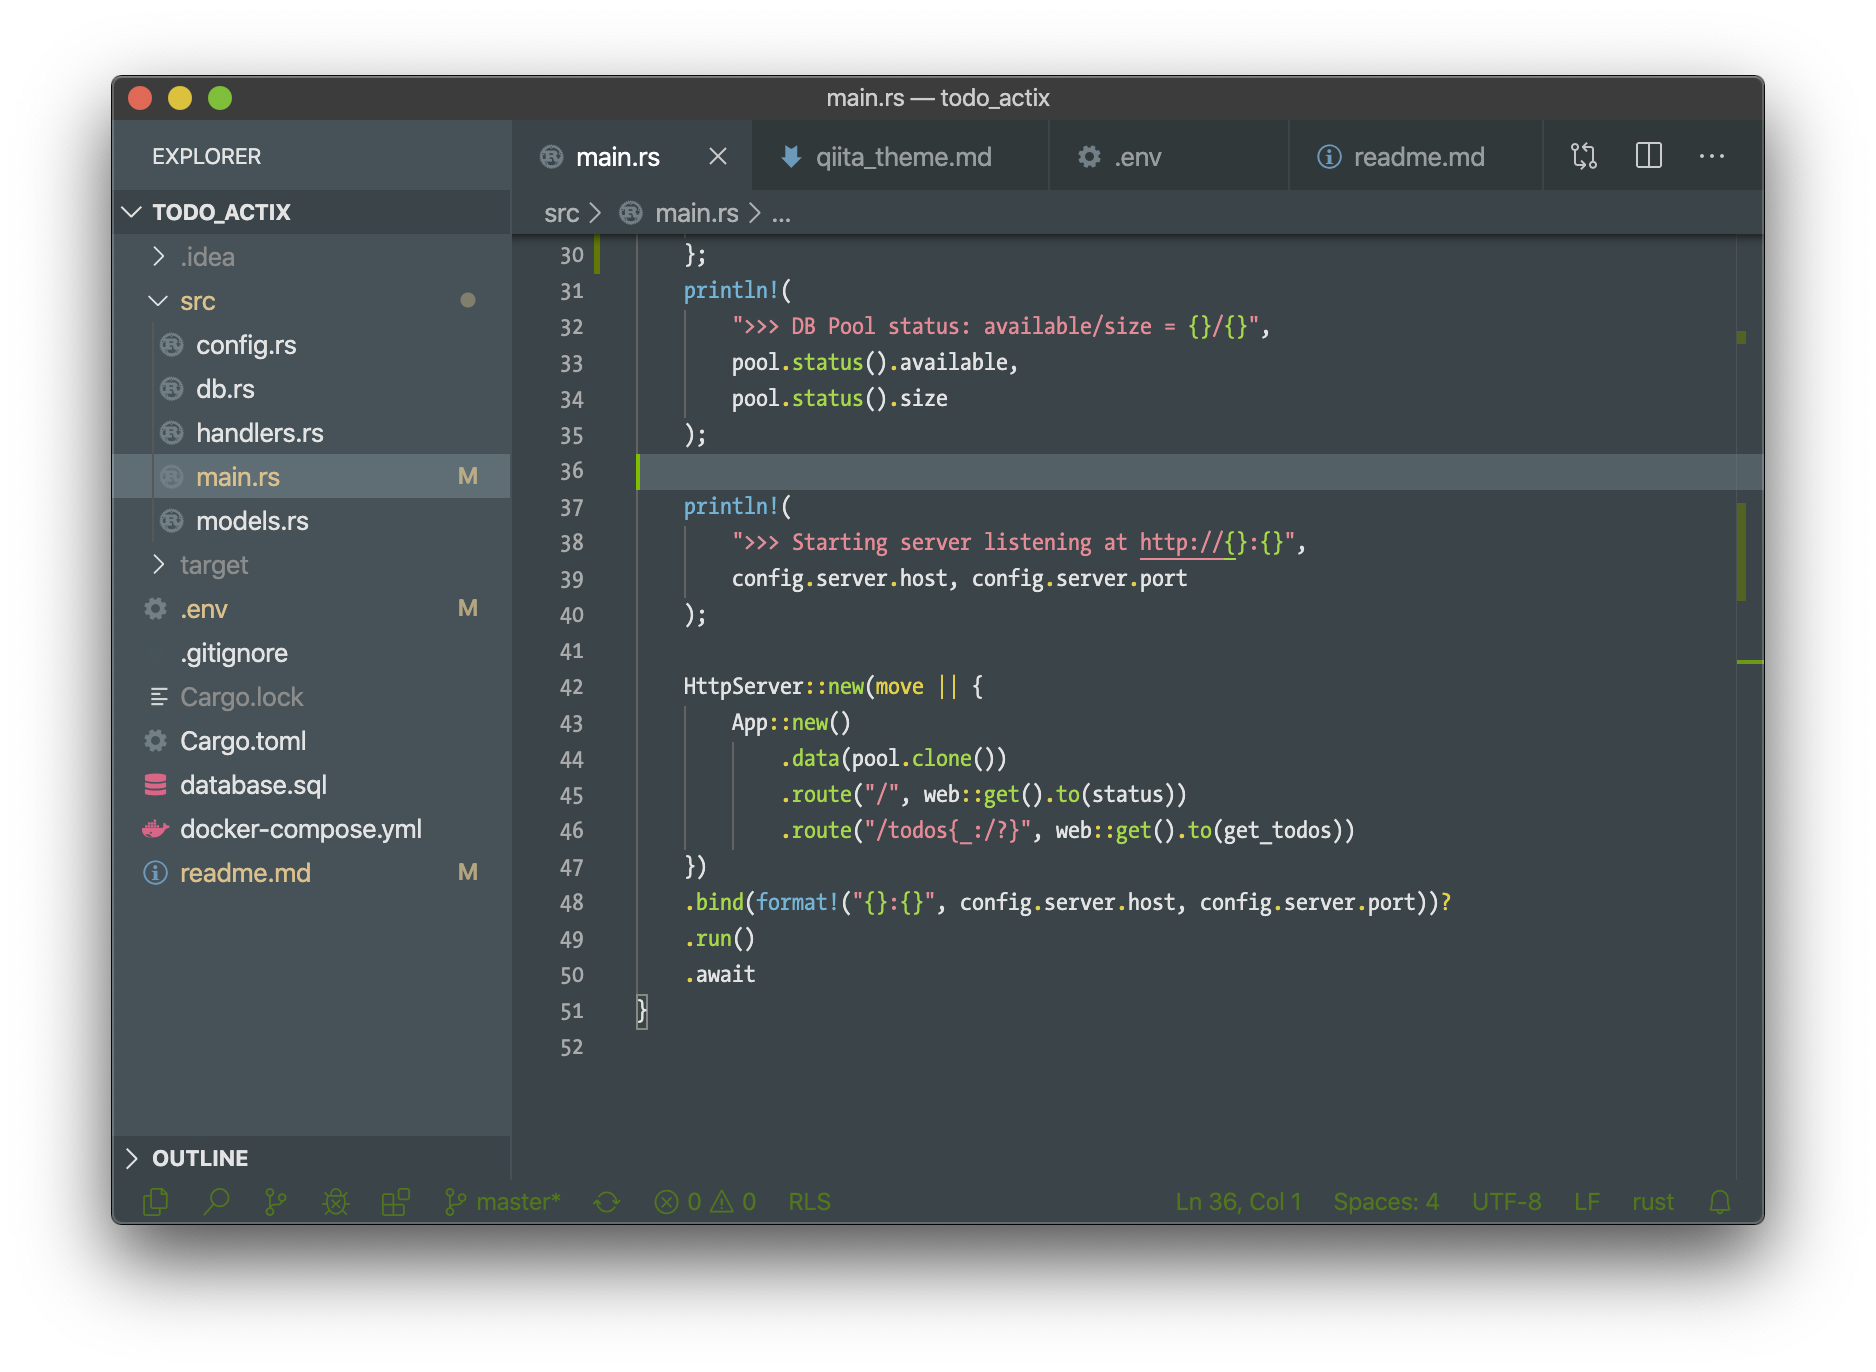 main.rs — todo_actix
EXPLORER
TODO_ACTIX
.idea
src
config.rs
db.rs
handlers.rs
main.rs M
models.rs
target
.env M
.gitignore
Cargo.lock
Cargo.toml
database.sql
docker-compose.yml
readme.md M
OUTLINE
main.rs qiita_theme.md .env readme.md ...
src > main.rs > ...
30 };
31 println!(
32 ">>> DB Pool status: available/size = {}/{}",
33 pool.status().available,
34 pool.status().size
35 );
36
37 println!(
38 ">>> Starting server listening at http://{}:{}",
39 config.server.host, config.server.port
40 );
41
42 HttpServer::new(move || {
43 App::new()
44 .data(pool.clone())
45 .route("/", web::get().to(status))
46 .route("/todos{_:/?}", web::get().to(get_todos))
47 })
48 .bind(format!("{}:{}", config.server.host, config.server.port))?
49 .run()
50 .await
51 }
52
master* 0 0 RLS Ln 36, Col 1 Spaces: 4 UTF-8 LF rust